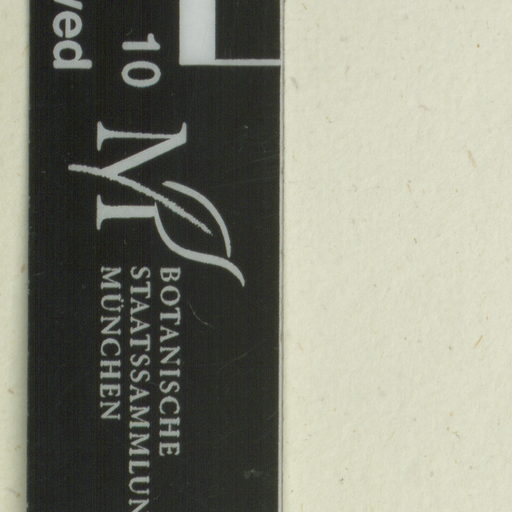 ved
10
M
BOTANISCHE
STAATSSAMMLUN
MÜNCHEN